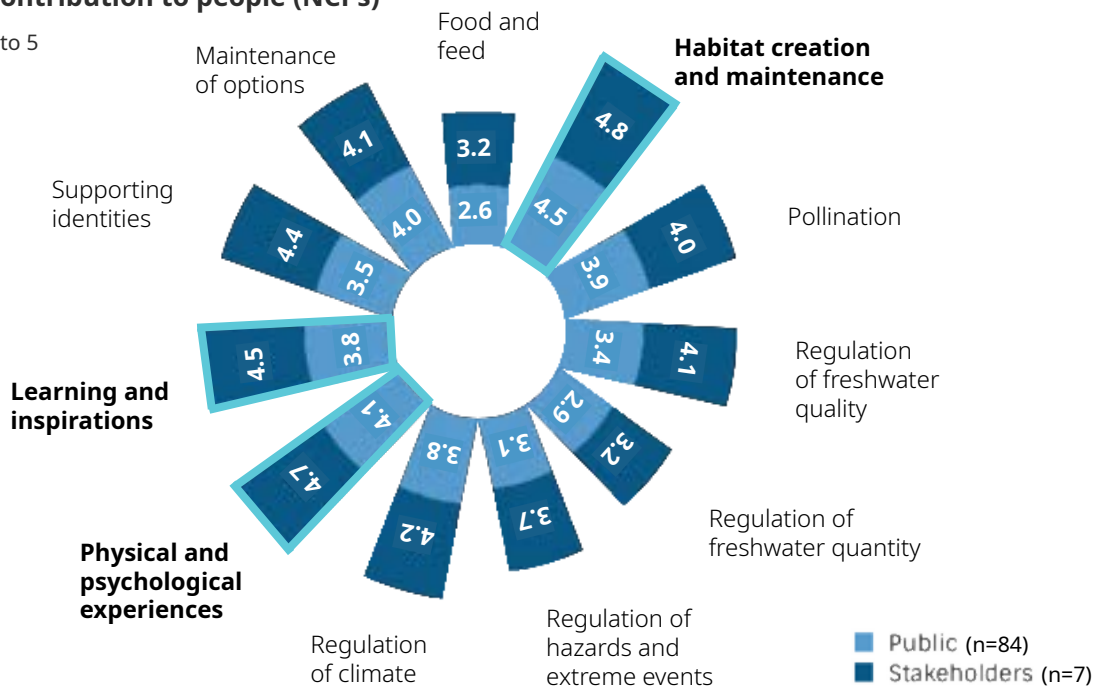 ontribution to people (NCPs)
to 5
Food and
feed
3.2
2.6
Habitat creation
and maintenance
4.8
4.5
Pollination
4.0
3.9
Regulation
of freshwater
quality
4.1
3.4
Regulation of
freshwater quantity
3.2
2.9
Regulation of
hazards and
extreme events
3.7
3.1
Regulation
of climate
4.2
3.8
Physical and
psychological
experiences
4.7
4.1
Learning and
inspirations
4.5
3.8
Supporting
identities
4.4
3.5
Maintenance
of options
4.1
4.0
Public (n=84)
Stakeholders (n=7)